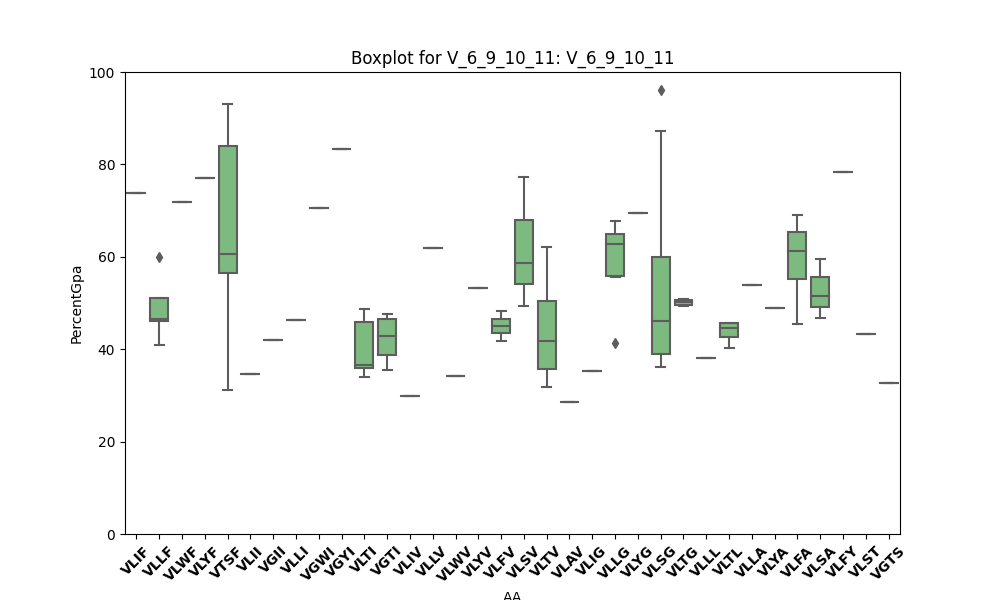 Boxplot for V_6_9_10_11: V_6_9_10_11
100
80
60
40
20
0
PercentGpa
VLIF VLLF VLWF VLYF VTSF VLII VGII VLLI VGWI VGYI VLTI VGTI VLIV VLLV VLWV VLYV VLFV VLSV VLTV VLAV VLIG VLLG VLYG VLSG VLTG VLLL VLTL VLLA VLYA VLFA VLSA VLFY VLST VGTS
AA